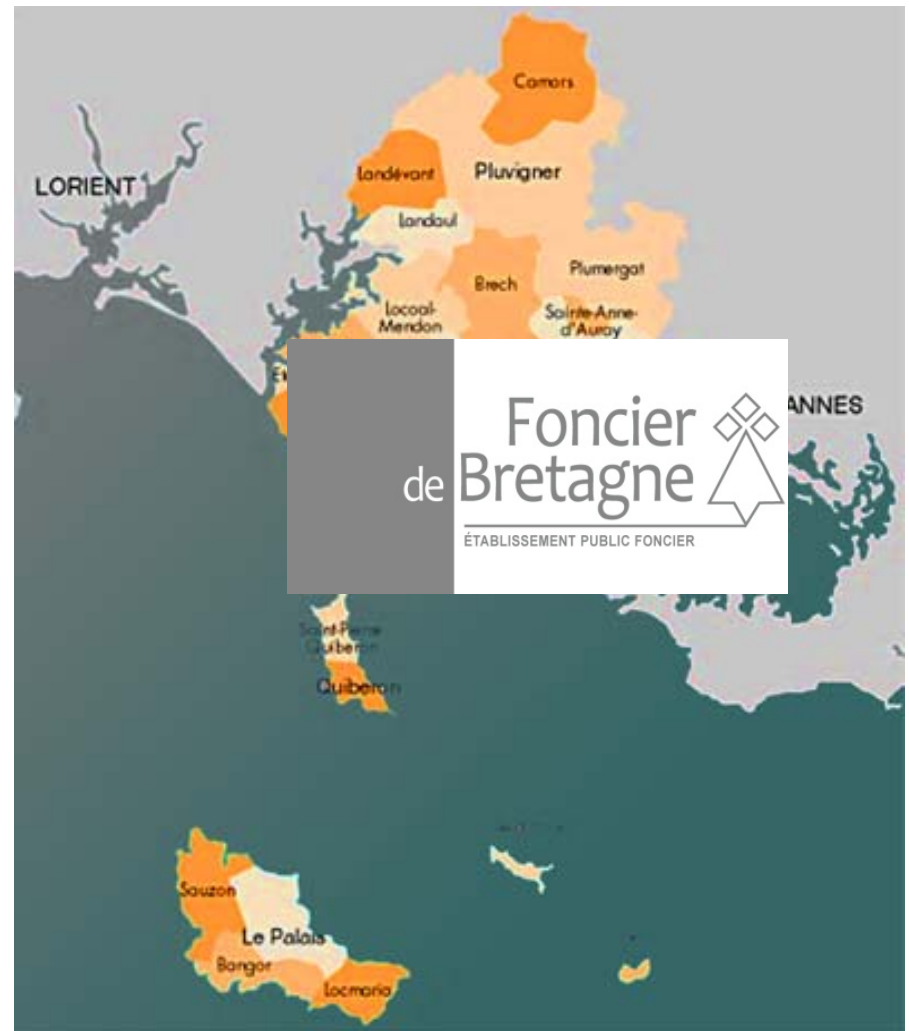 Camors
LORIENT
Landévant
Pluvigner
Landaul
Brech
Plumergat
Locoal-
Mendon
Sainte-Anne-
d'Auray
ANNES
Foncier
de Bretagne
ÉTABLISSEMENT PUBLIC FONCIER
Saint-Pierre
Quiberon
Quiberon
Sauzon
Le Palais
Bangor
Locmaria